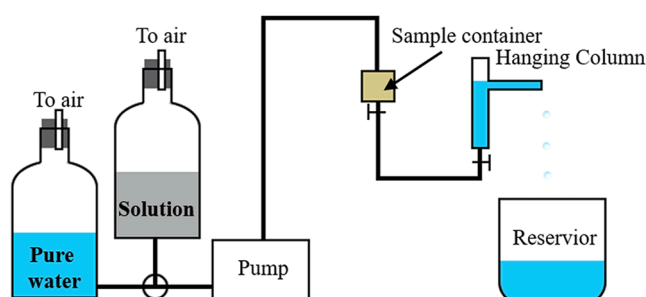 To air
Sample container
Hanging Column
To air
Solution
Pure
water
Pump
Reservior